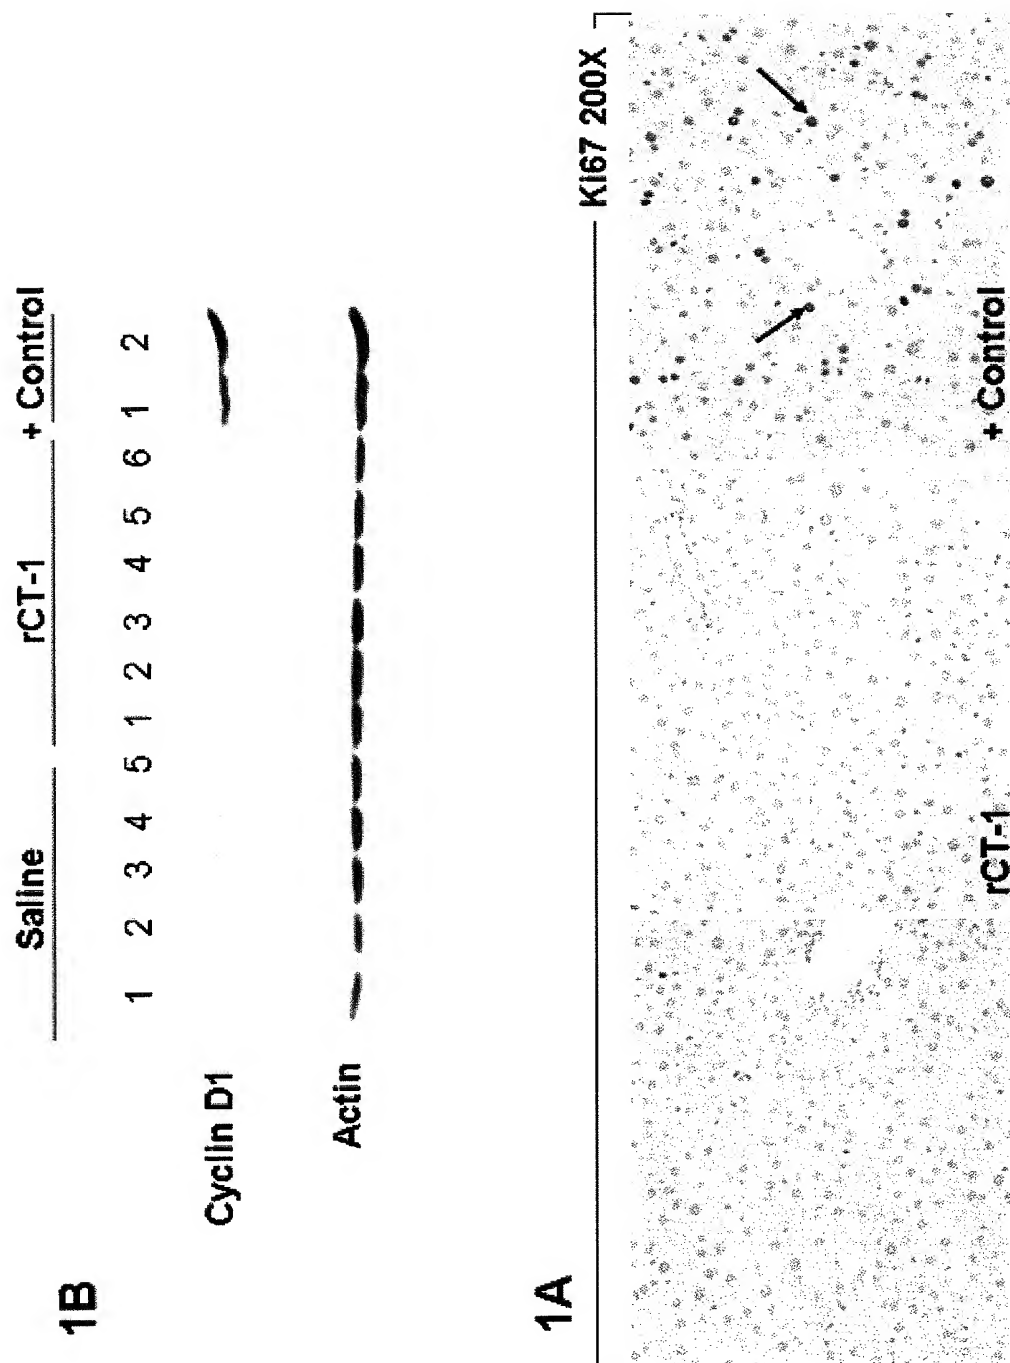 1B
Saline rCT-1 + Control
1 2 3 4 5 1 2 3 4 5 6 1 2
Cyclin D1
Actin
1A
Ki67 200X
rCT-1
+ Control